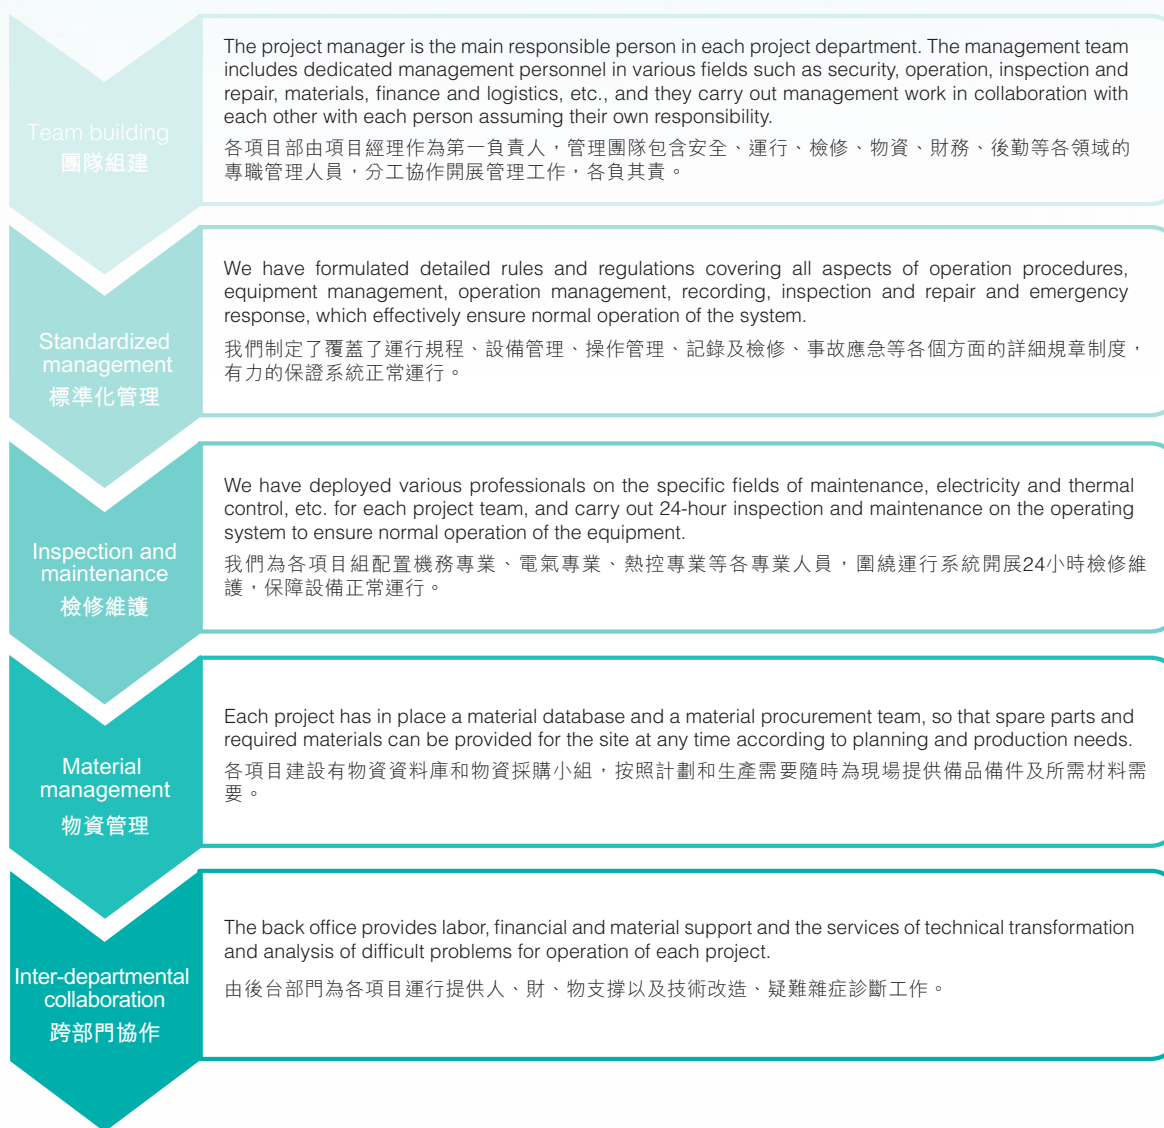 Team building
團隊組建
The project manager is the main responsible person in each project department. The management team
includes dedicated management personnel in various fields such as security, operation, inspection and
repair, materials, finance and logistics, etc., and they carry out management work in collaboration with
each other with each person assuming their own responsibility.
各項目部由項目經理作為第一負責人，管理團隊包含安全、運行、檢修、物資、財務、後勤等各領域的
專職管理人員，分工協作開展管理工作，各負其責。
Standardized
management
標準化管理
We have formulated detailed rules and regulations covering all aspects of operation procedures,
equipment management, operation management, recording, inspection and repair and emergency
response, which effectively ensure normal operation of the system.
我們制定了覆蓋了運行規程、設備管理、操作管理、記錄及檢修、事故應急等各個方面的詳細規章制度，
有力的保證系統正常運行。
Inspection and
maintenance
檢修維護
We have deployed various professionals on the specific fields of maintenance, electricity and thermal
control, etc. for each project team, and carry out 24-hour inspection and maintenance on the operating
system to ensure normal operation of the equipment.
我們為各項目組配置機務專業、電氣專業、熱控專業等各專業人員，圍繞運行系統開展24小時檢修維
護，保障設備正常運行。
Material
management
物資管理
Each project has in place a material database and a material procurement team, so that spare parts and
required materials can be provided for the site at any time according to planning and production needs.
各項目建設有物資資料庫和物資採購小組，按照計劃和生產需要隨時為現場提供備品備件及所需材料需
要。
Inter-departmental
collaboration
跨部門協作
The back office provides labor, financial and material support and the services of technical transformation
and analysis of difficult problems for operation of each project.
由後台部門為各項目運行提供人、財、物支撐以及技術改造、疑難雜症診斷工作。